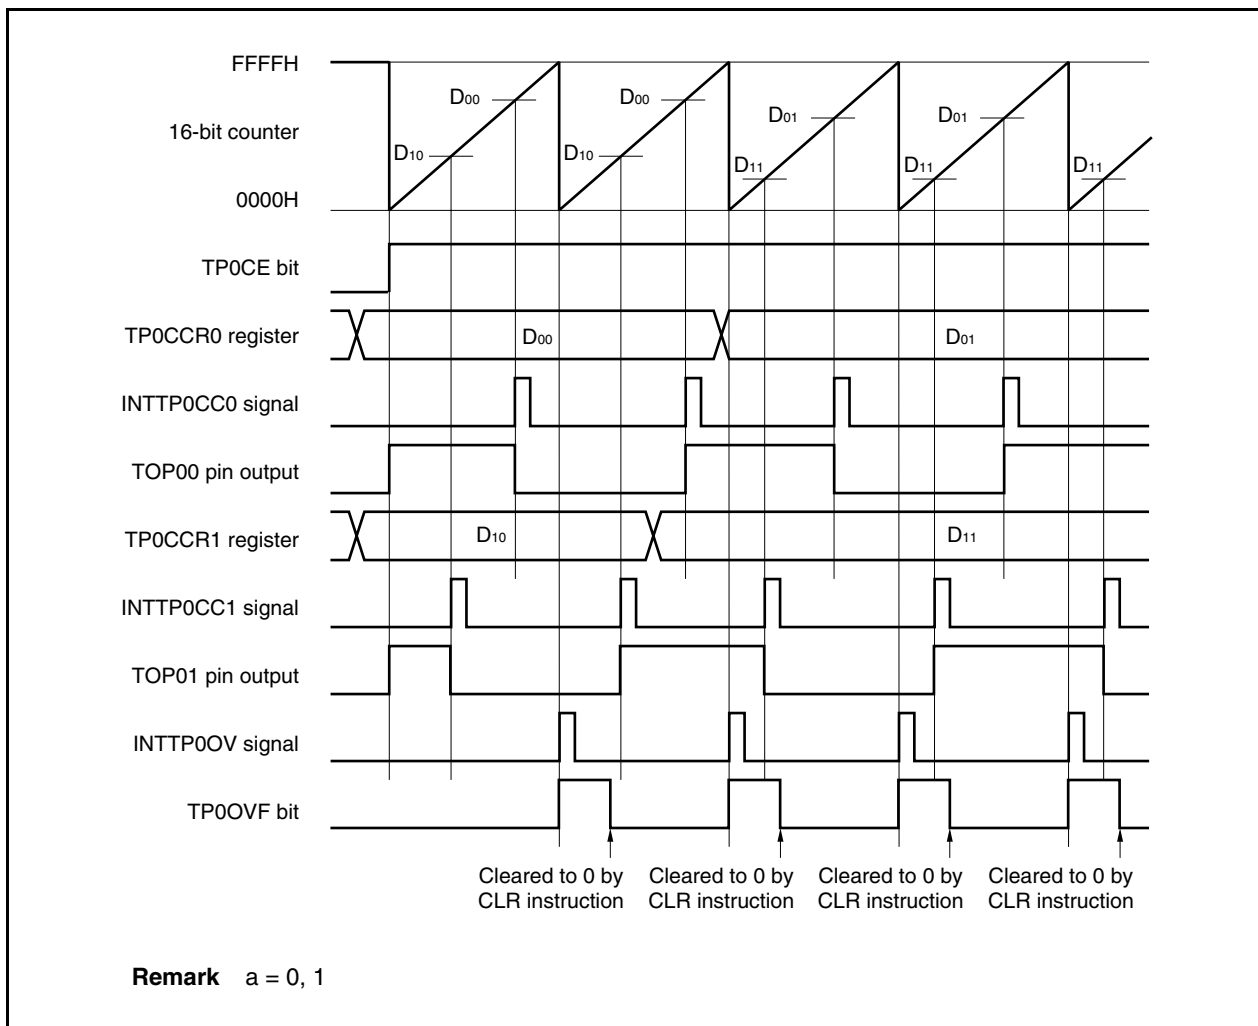 FFFFH
D00 D00
D01 D01
16-bit counter
D10 D10
D11 D11 D11
0000H
TP0CE bit
TP0CCR0 register D00 D01
INTTP0CC0 signal
TOP00 pin output
TP0CCR1 register D10 D11
INTTP0CC1 signal
TOP01 pin output
INTTP0OV signal
TP0OVF bit
Cleared to 0 by Cleared to 0 by Cleared to 0 by Cleared to 0 by
CLR instruction CLR instruction CLR instruction CLR instruction
Remark a = 0, 1